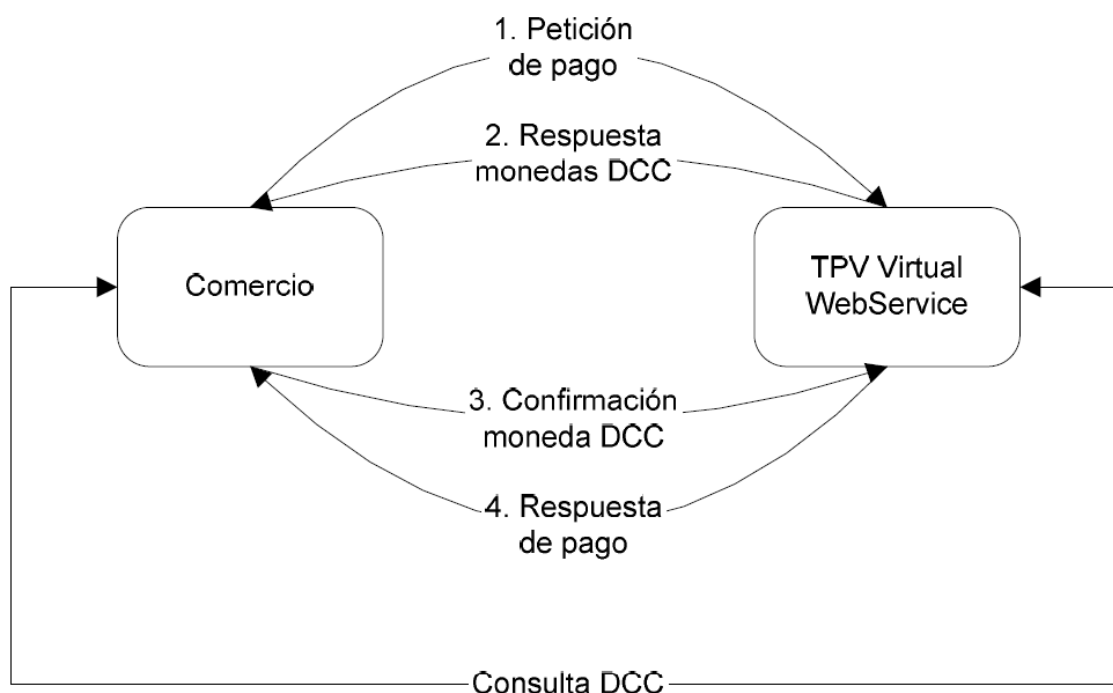 1. Petición
de pago
2. Respuesta
monedas DCC
Comercio
TPV Virtual
WebService
3. Confirmación
moneda DCC
4. Respuesta
de pago
Consulta DCC